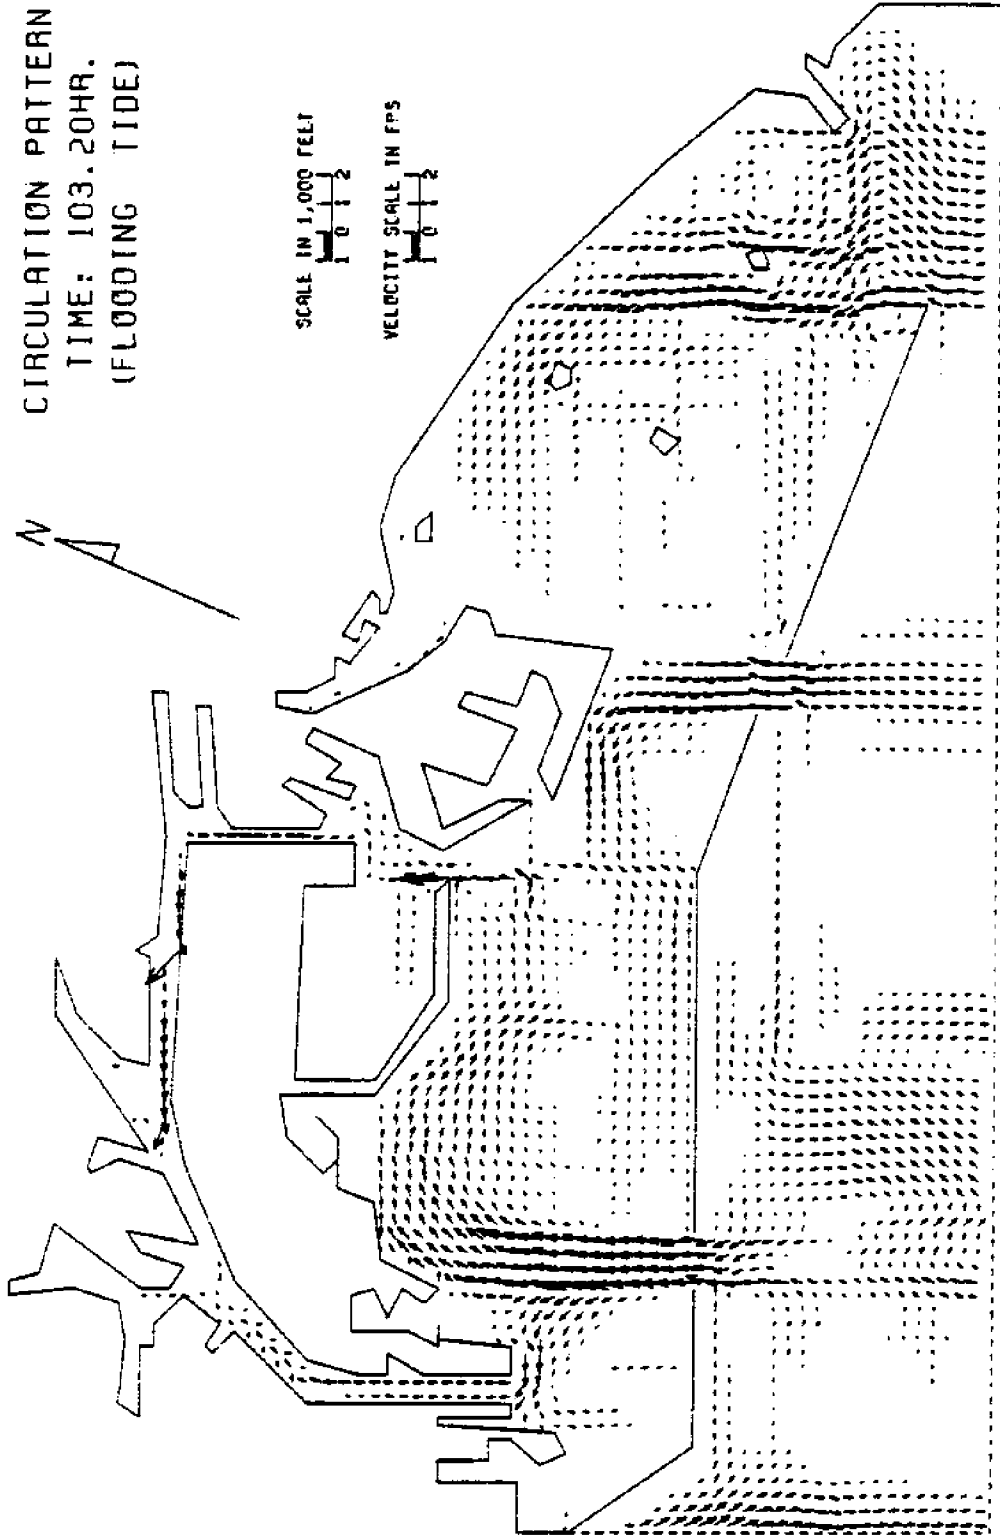 CIRCULATION PATTERN
TIME: 103.20HR.
(FLOODING TIDE)
N
SCALE IN 1,000 FEET
1 0 1 2
VELOCITY SCALE IN FPS
1 0 1 2